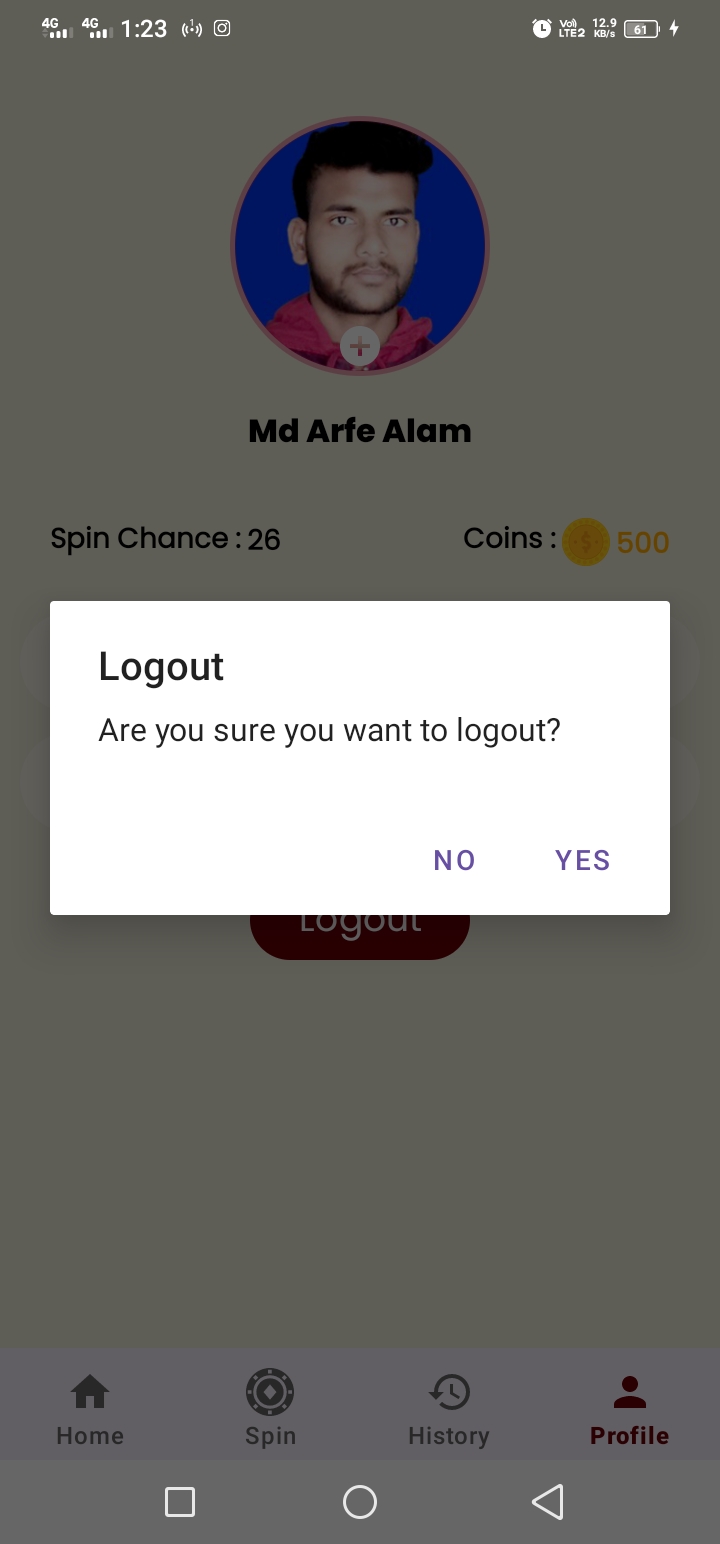 4G 4G 1:23 1 Vo) LTE2 12.9 KB/s 61
Md Arfe Alam
Spin Chance : 26 Coins : $ 500
Logout
Are you sure you want to logout?
NO YES
Logout
Home Spin History Profile